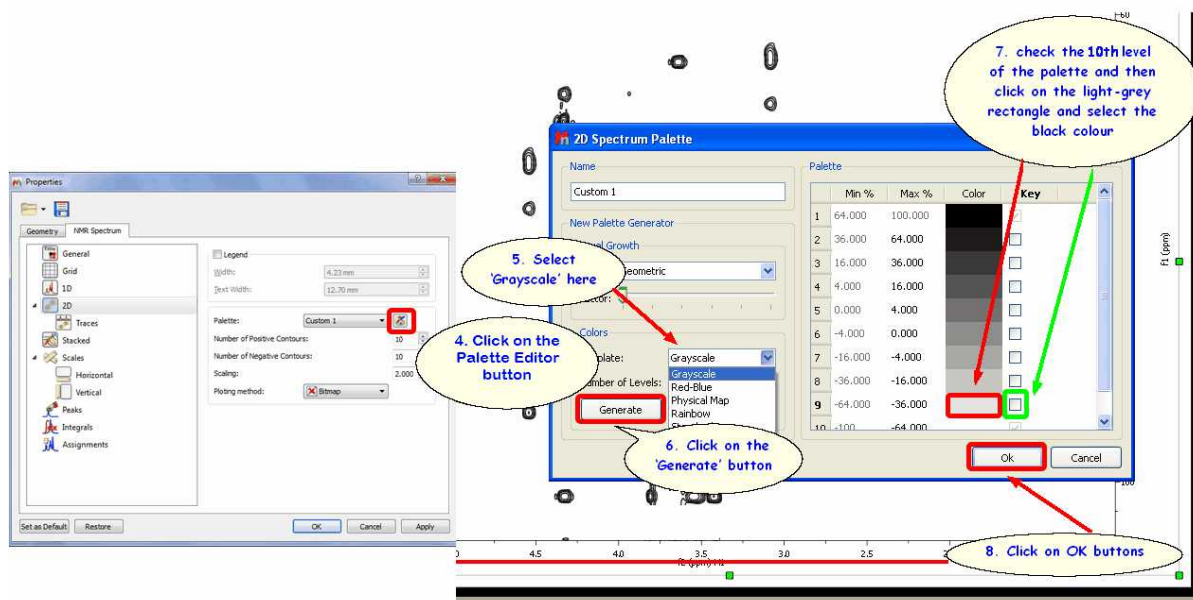 Properties
Geometry
NMR Spectrum
General
Grid
1D
2D
Traces
Stacked
Scales
Horizontal
Vertical
Peaks
Integrals
Assignments
Legend
Width: 4.23 mm
Text Width: 12.70 mm
Palette: Custom 1
Number of Positive Contours: 10
Number of Negative Contours: 10
Scaling: 2.000
Ploting method: Bitmap
Set as Default
Restore
OK
Cancel
Apply
4. Click on the
Palette Editor
button
2D Spectrum Palette
Name
Custom 1
New Palette Generator
Growth
5. Select
'Grayscale' here
Colors
Grayscale
Grayscale
Red-Blue
Physical Map
Rainbow
of Levels:
Generate
6. Click on the
'Generate' button
Palette
Min % Max % Color Key
1 64.000 100.000
2 36.000 64.000
3 16.000 36.000
4 4.000 16.000
5 0.000 4.000
6 -4.000 0.000
7 -16.000 -4.000
8 -36.000 -16.000
9 -64.000 -36.000
10 -100 -64.000
Ok
Cancel
7. check the 10th level
of the palette and then
click on the light-grey
rectangle and select the
black colour
8. Click on OK buttons
60
f1 (ppm)
100
4.5 4.0 3.5 3.0 2.5